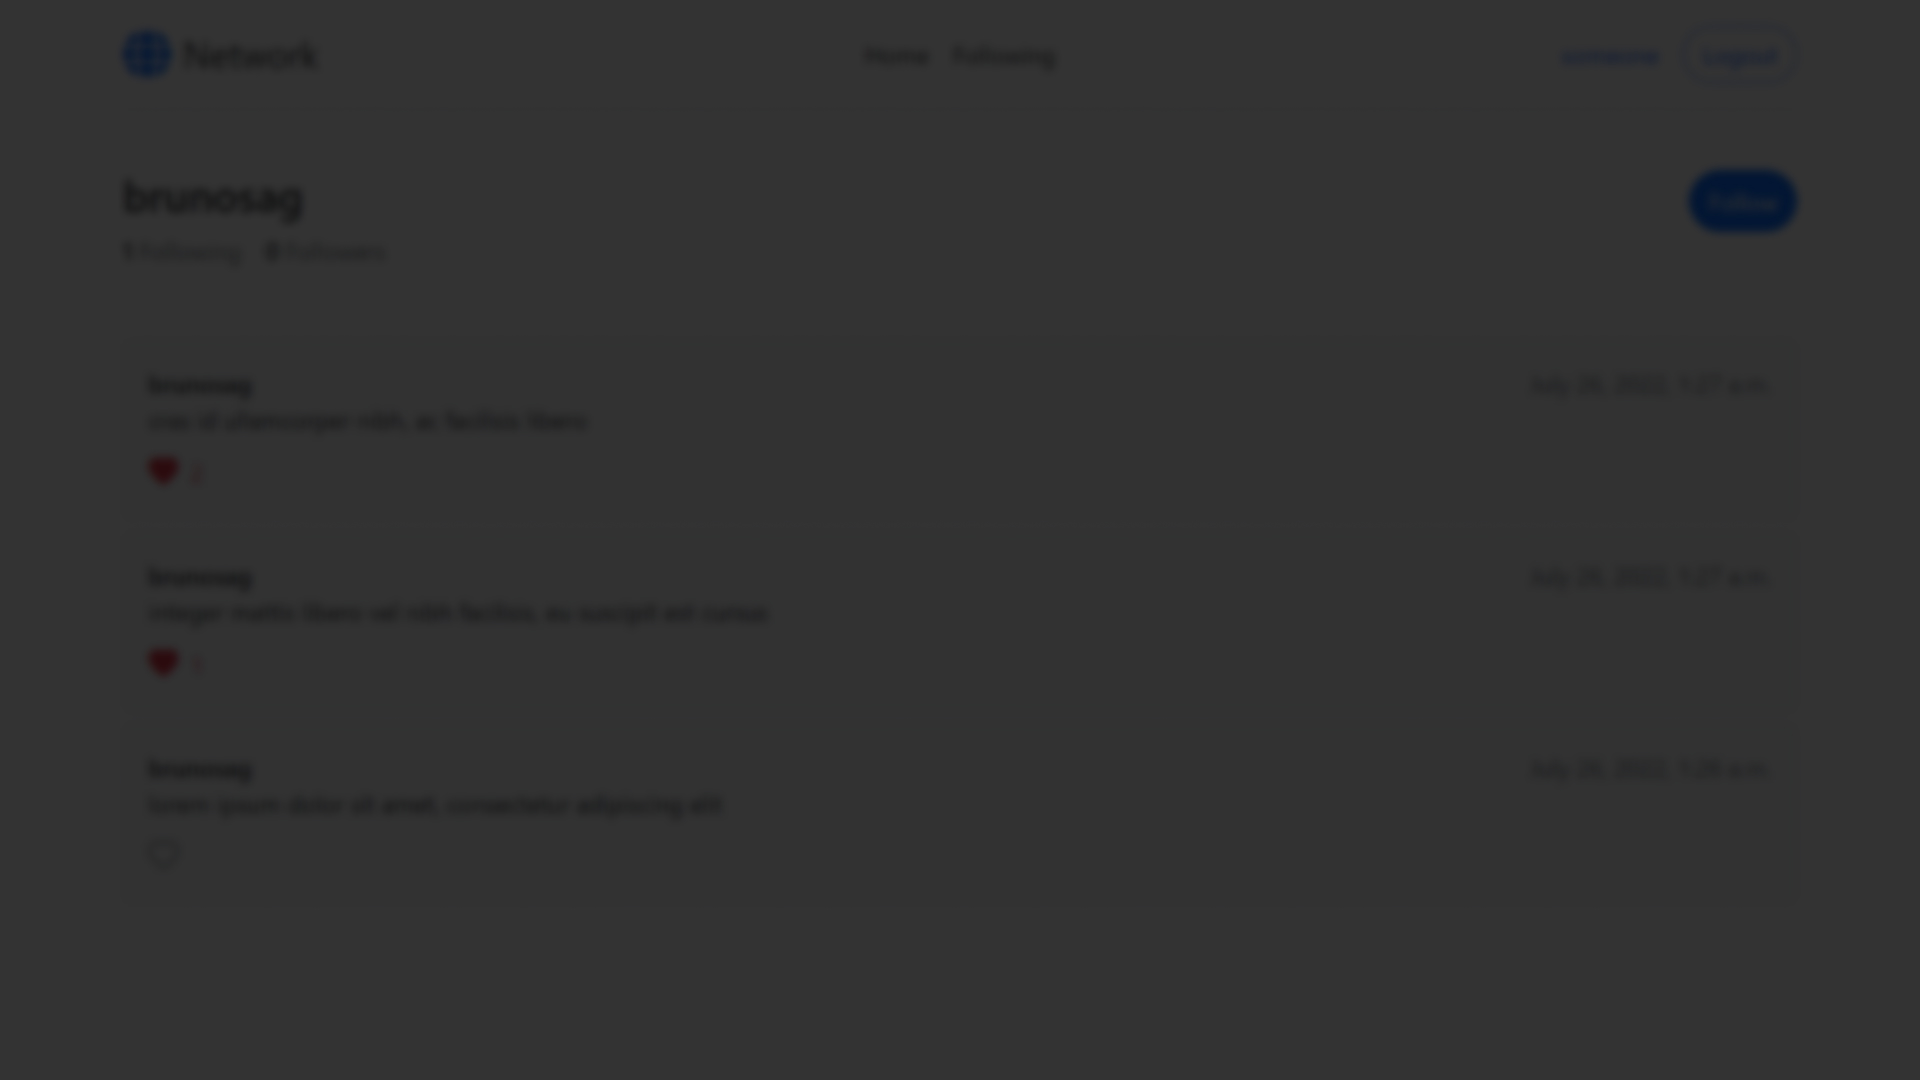 Network
Home Following
someone Logout
brunosag
Follow
1 Following 0 Followers
brunosag
July 26, 2022, 1:27 a.m.
cras id ullamcorper nibh, ac facilisis libero
2
brunosag
July 26, 2022, 1:27 a.m.
integer mattis libero vel nibh facilisis, eu suscipit est cursus
1
brunosag
July 26, 2022, 1:26 a.m.
lorem ipsum dolor sit amet, consectetur adipiscing elit